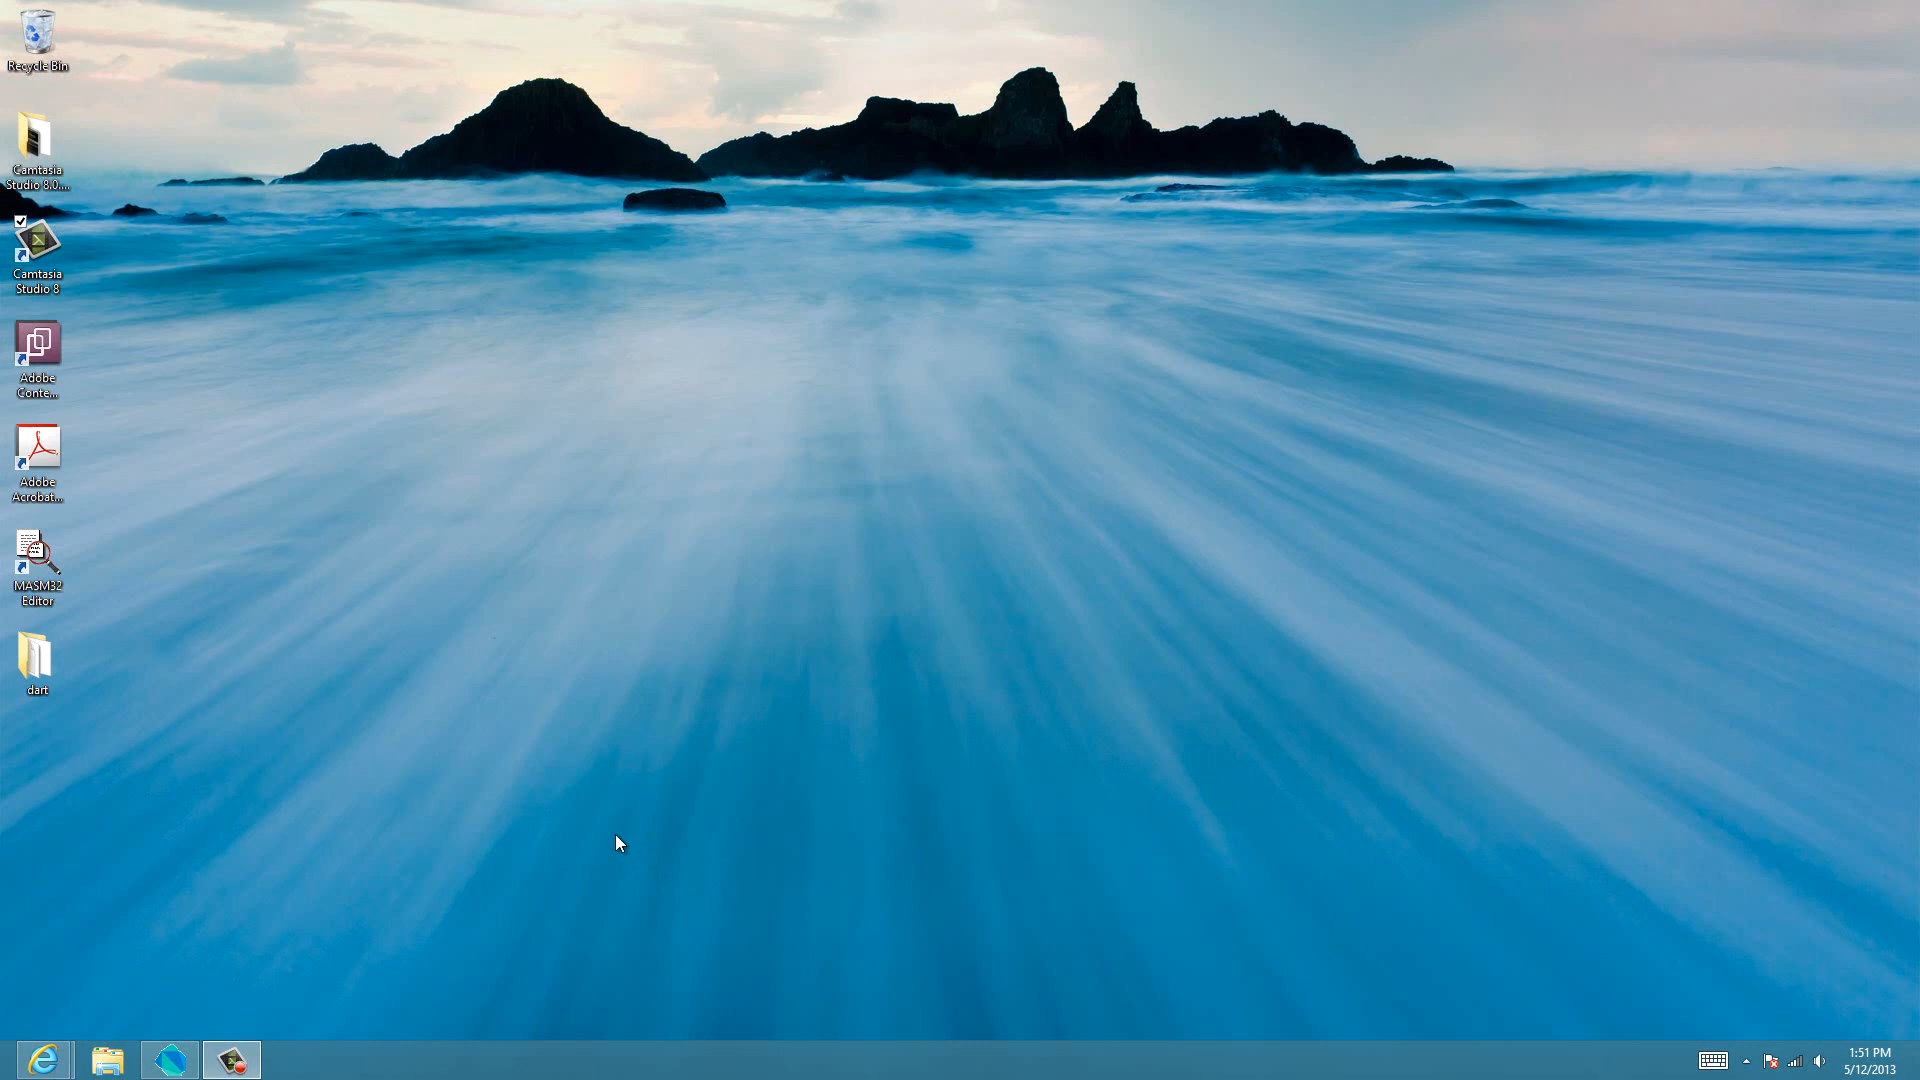 Recycle Bin
Camtasia
Studio 8.0....
Camtasia
Studio 8
Adobe
Conte...
Adobe
Acrobat...
MASM32
Editor
dart
1:51 PM
5/12/2013